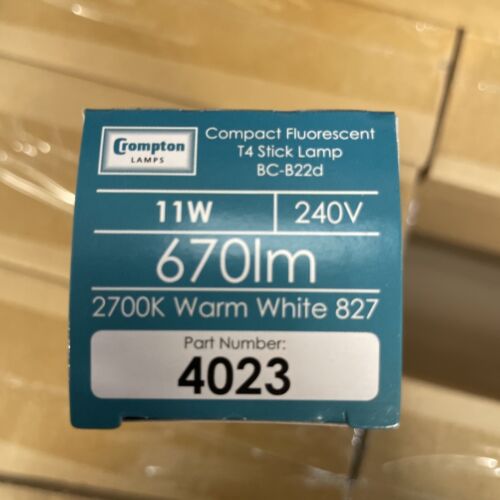 Crompton
LAMPS
Compact Fluorescent
T4 Stick Lamp
BC-B22d
11W
240V
670lm
2700K Warm White 827
Part Number:
4023